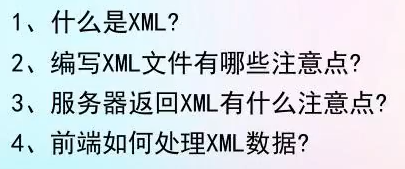 1、什么是XML?
2、编写XML文件有哪些注意点?
3、服务器返回XML有什么注意点?
4、前端如何处理XML数据?